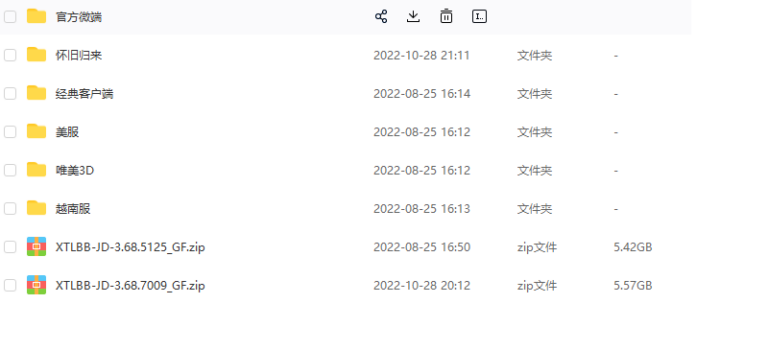 官方微端
怀旧归来 2022-10-28 21:11 文件夹 -
经典客户端 2022-08-25 16:14 文件夹 -
美服 2022-08-25 16:12 文件夹 -
唯美3D 2022-08-25 16:12 文件夹 -
越南服 2022-08-25 16:13 文件夹 -
XTLBB-JD-3.68.5125_GF.zip 2022-08-25 16:50 zip文件 5.42GB
XTLBB-JD-3.68.7009_GF.zip 2022-10-28 20:12 zip文件 5.57GB